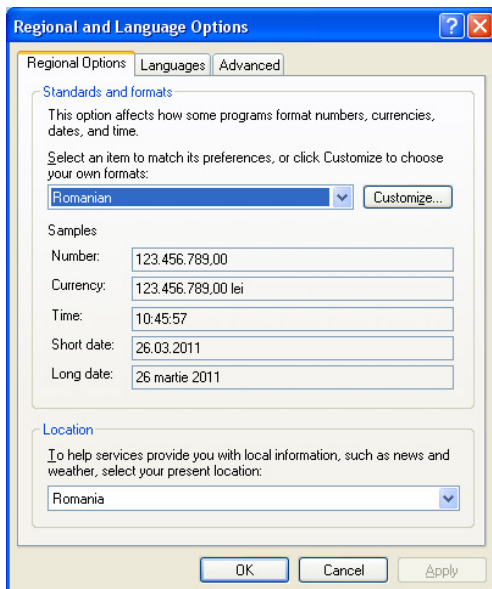 Regional and Language Options
Regional Options Languages Advanced
Standards and formats
This option affects how some programs format numbers, currencies,
dates, and time.
Select an item to match its preferences, or click Customize to choose
your own formats:
Romanian Customize...
Samples
Number: 123.456.789,00
Currency: 123.456.789,00 lei
Time: 10:45:57
Short date: 26.03.2011
Long date: 26 martie 2011
Location
To help services provide you with local information, such as news and
weather, select your present location:
Romania
OK Cancel Apply